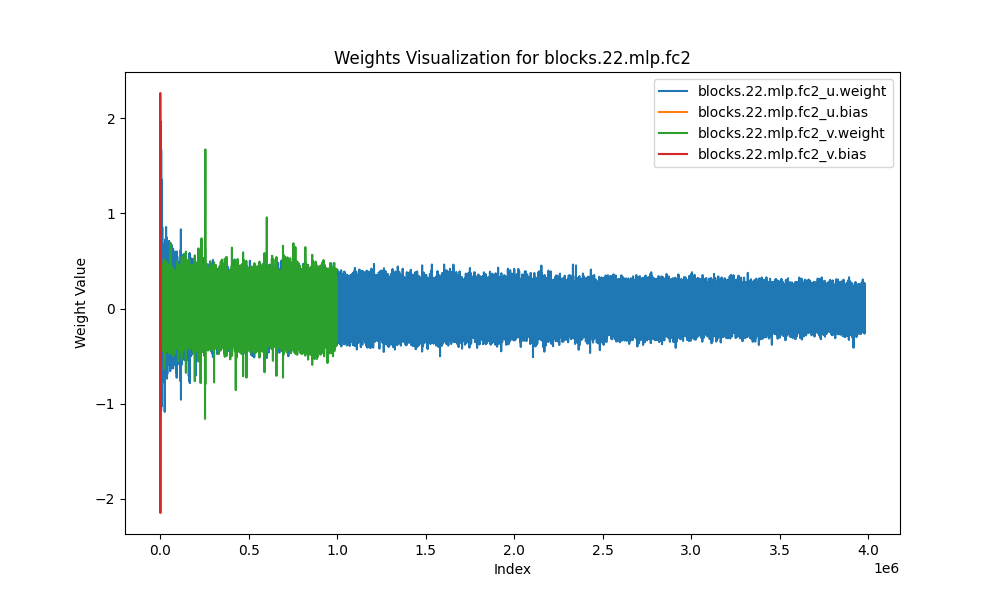 Weights Visualization for blocks.22.mlp.fc2
blocks.22.mlp.fc2_u.weight
blocks.22.mlp.fc2_u.bias
blocks.22.mlp.fc2_v.weight
blocks.22.mlp.fc2_v.bias
Weight Value
2
1
0
−1
−2
0.0 0.5 1.0 1.5 2.0 2.5 3.0 3.5 4.0
1e6
Index